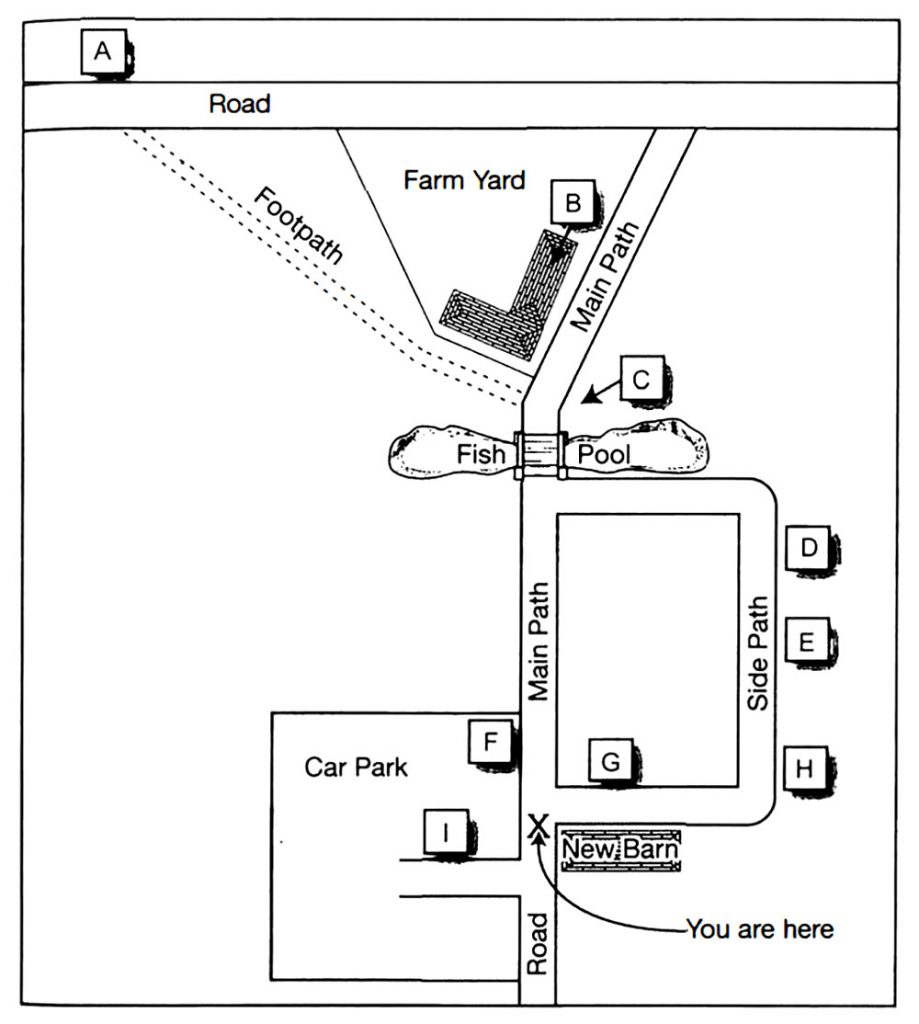 A
Road
Farm Yard
B
Footpath
Main Path
C
Fish
Pool
D
Main Path
Side Path
E
F
Car Park
G
H
I
X
New Barn
You are here
Road